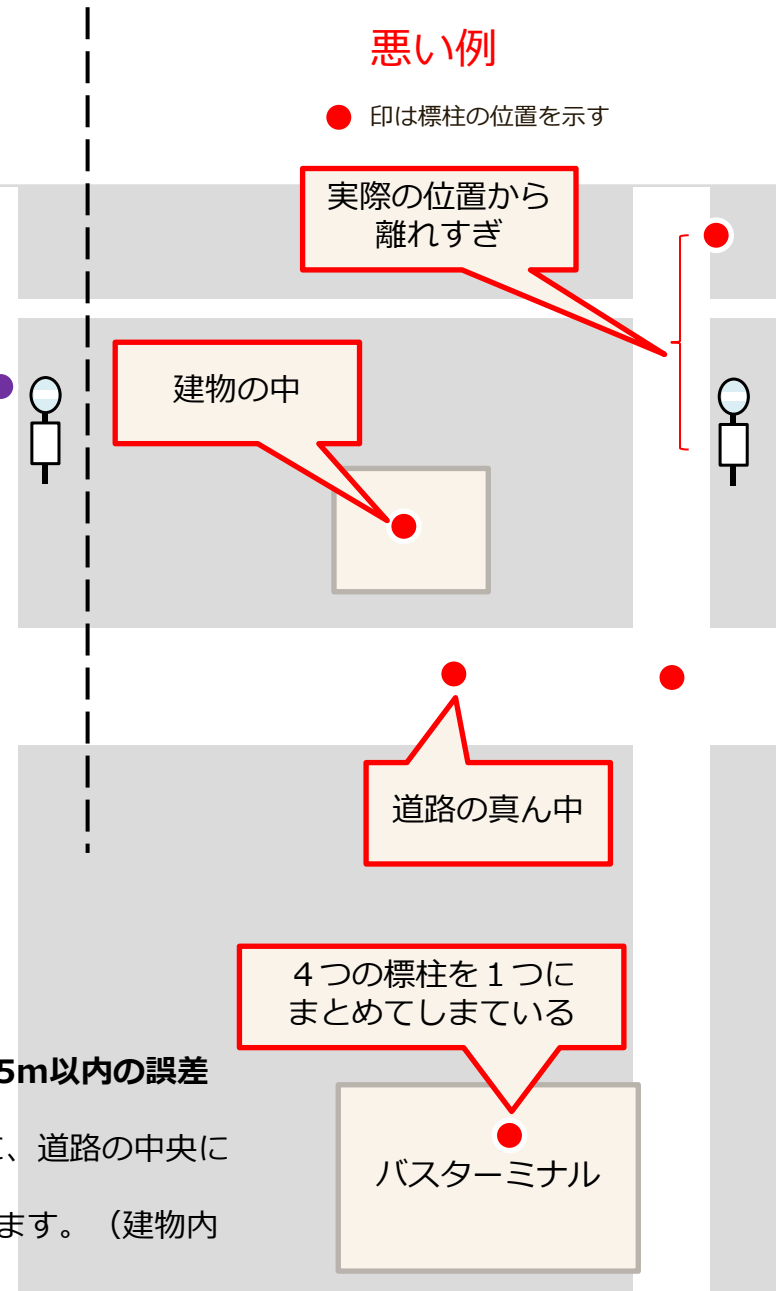 悪い例
印は標柱の位置を示す
実際の位置から
離れすぎ
建物の中
道路の真ん中
４つの標柱を１つに
まとめてしまている
5m以内の誤差
、道路の中央に
バスターミナル
ます。（建物内